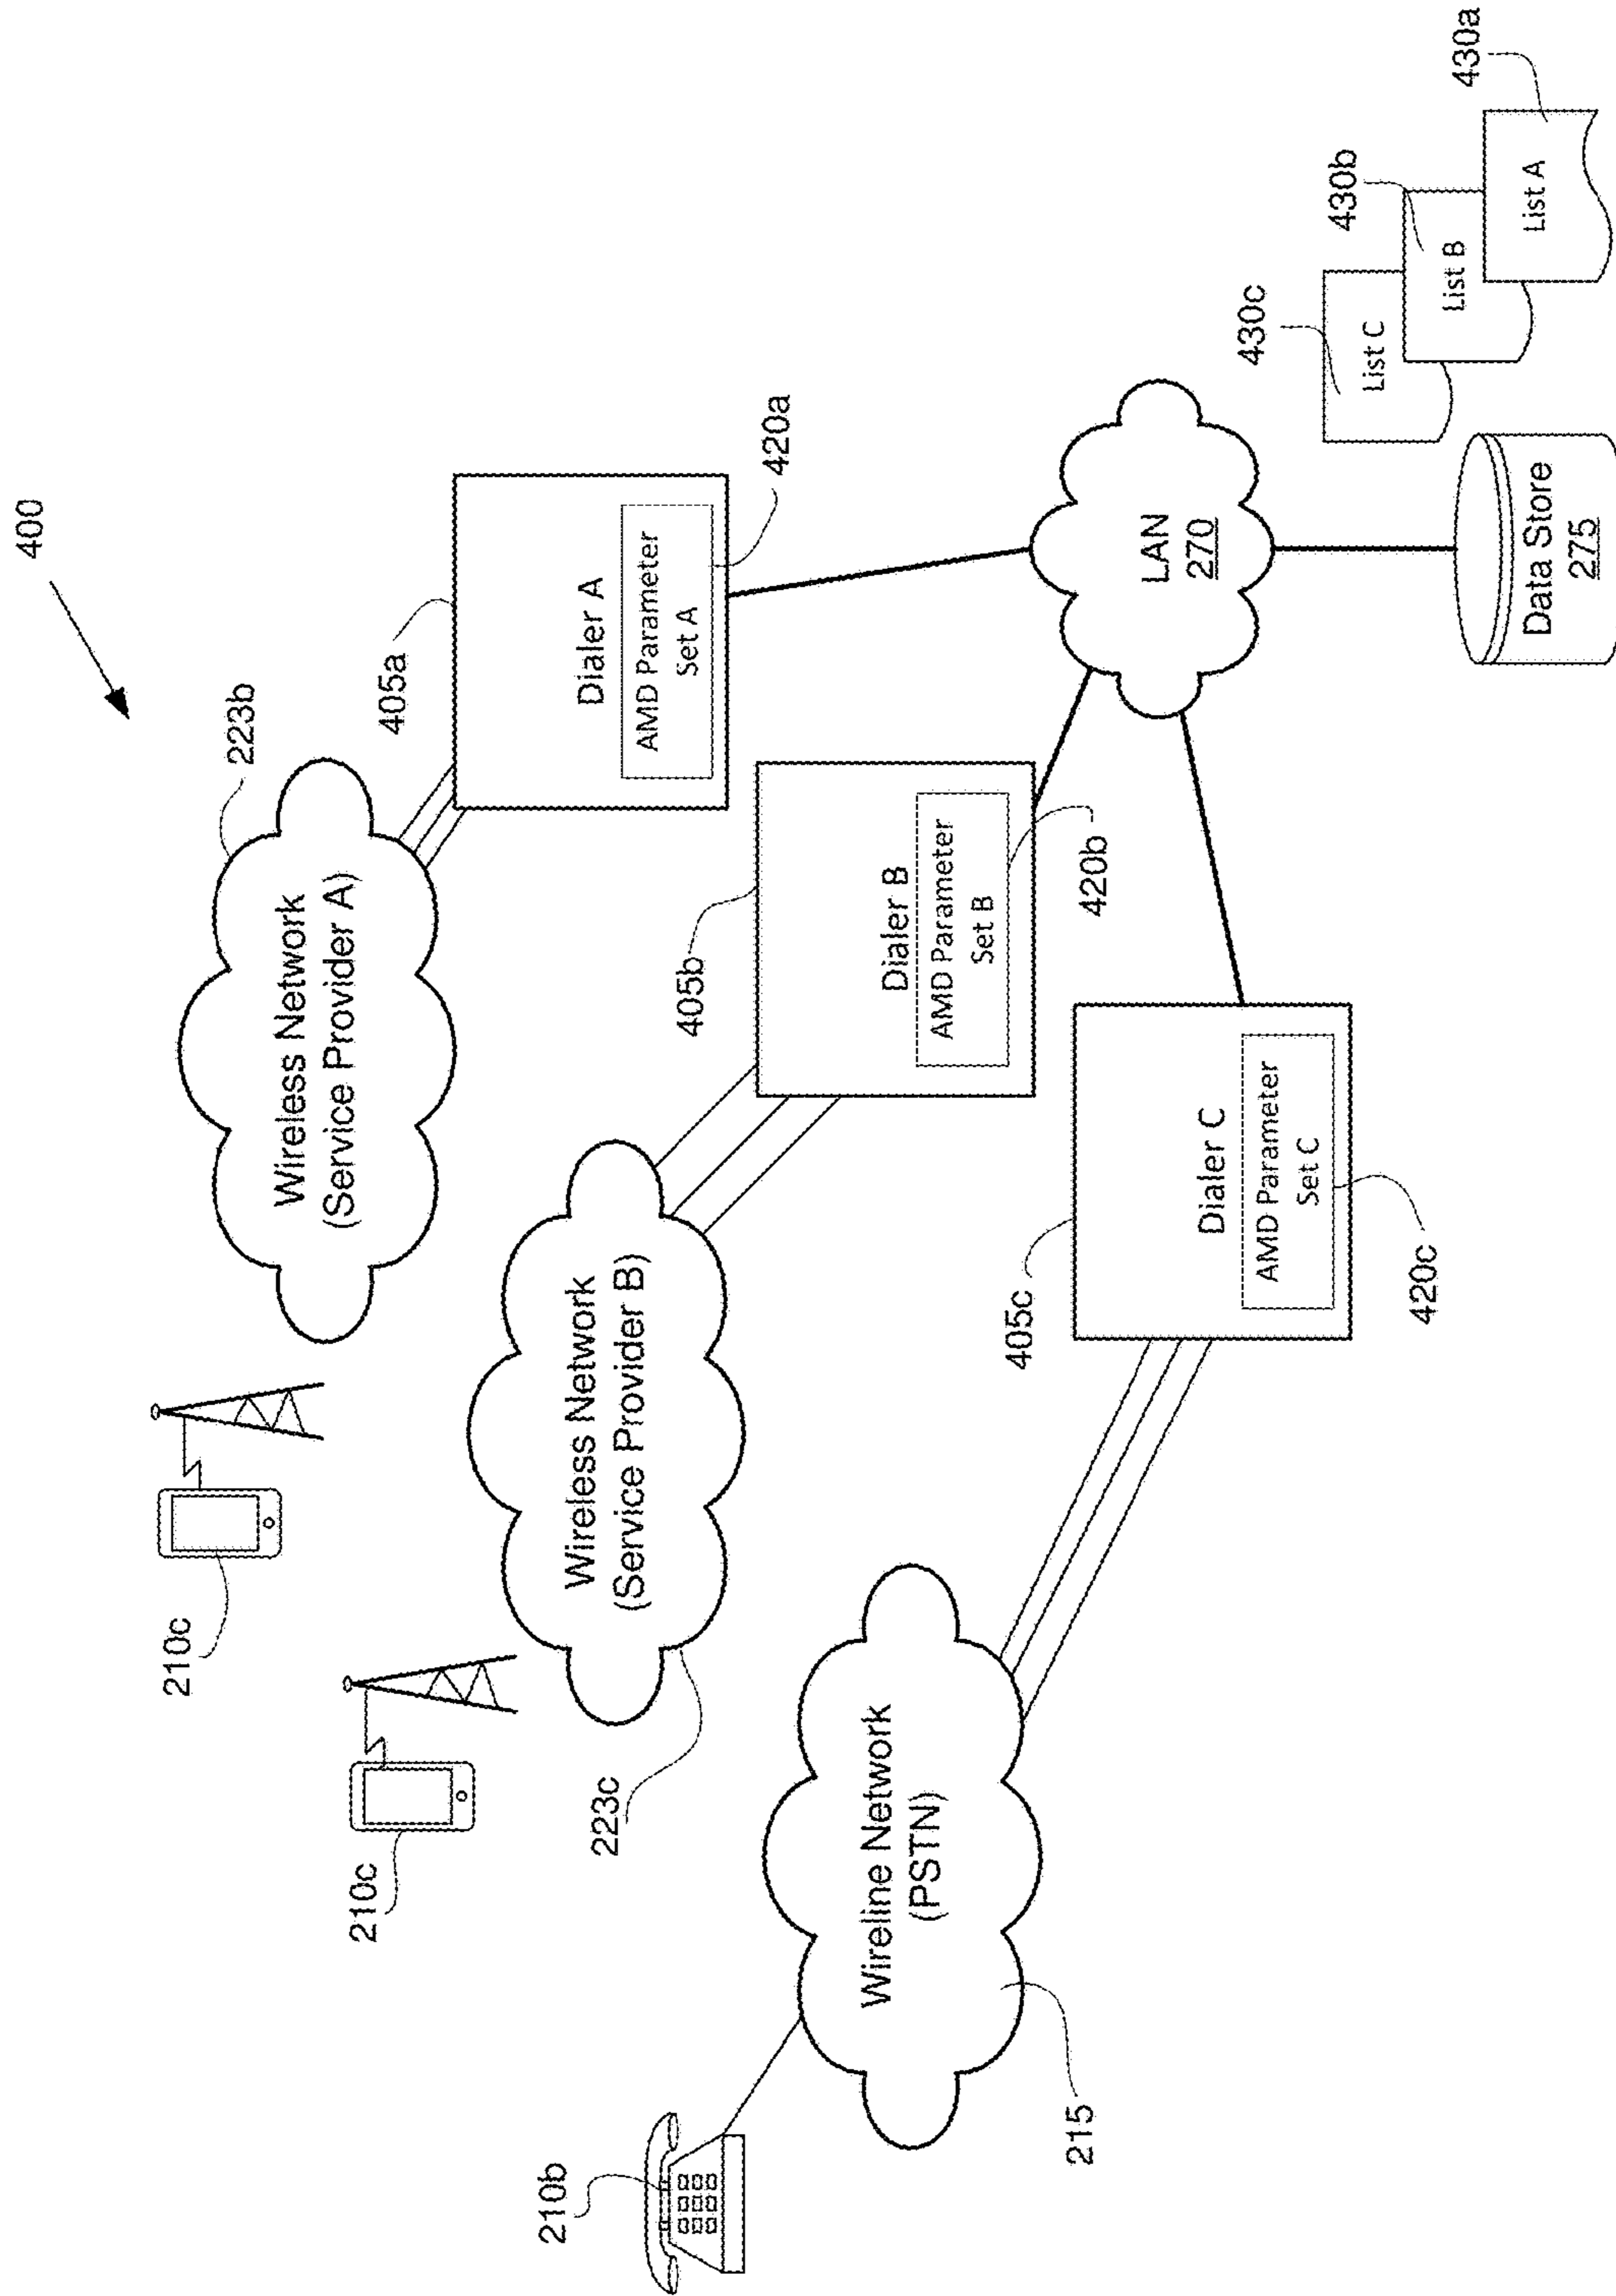 400
210c
Wireless Network
(Service Provider A)
223b
210c
Wireless Network
(Service Provider B)
223c
405a
Dialer A
AMD Parameter
Set A
420a
210b
405b
Dialer B
AMD Parameter
Set B
420b
Wireline Network
(PSTN)
215
405c
Dialer C
AMD Parameter
Set C
420c
LAN
270
430c
List C
430b
List B
430a
List A
Data Store
275